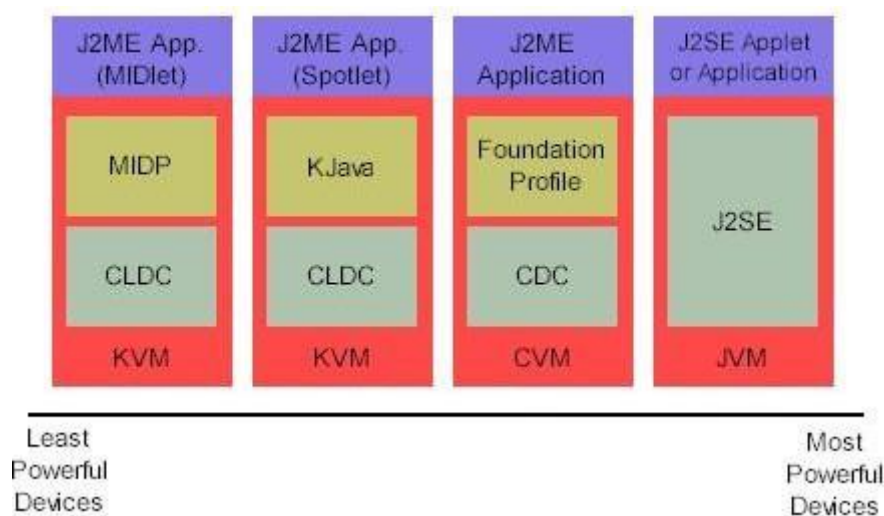 J2ME App.
(MIDlet)
MIDP
CLDC
KVM
J2ME App.
(Spotlet)
KJava
CLDC
KVM
J2ME
Application
Foundation
Profile
CDC
CVM
J2SE Applet
or Application
J2SE
JVM
Least
Powerful
Devices
Most
Powerful
Devices